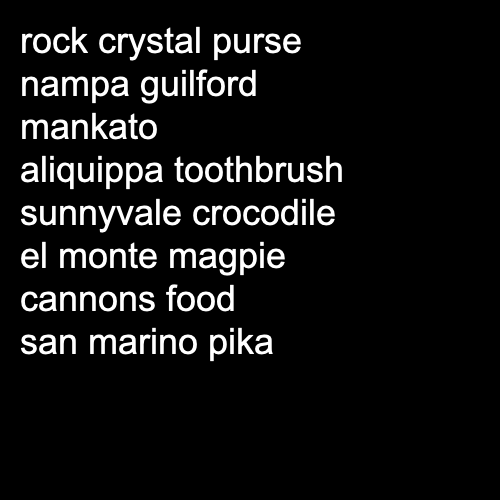 rock crystal purse
nampa guilford
mankato
aliquippa toothbrush
sunnyvale crocodile
el monte magpie
cannons food
san marino pika